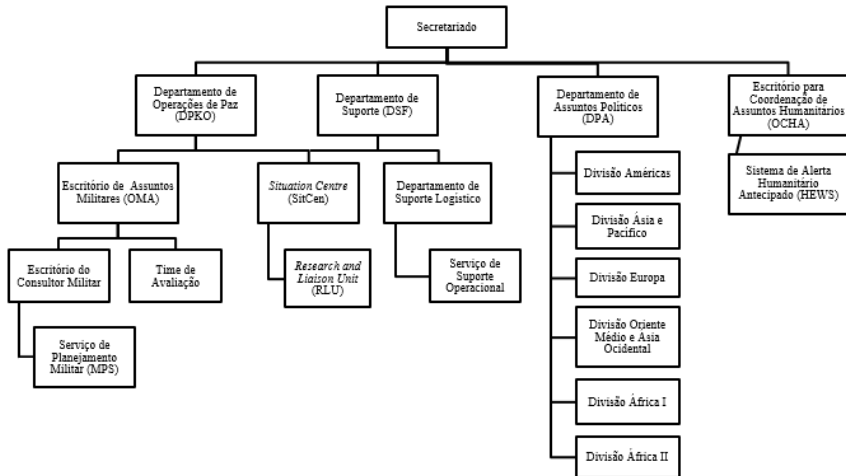 Secretariado
Departamento de
Operações de Paz
(DPKO)
Departamento de
Suporte (DSF)
Departamento de
Assuntos Políticos
(DPA)
Escritório para
Coordenação de
Assuntos Humanitários
(OCHA)
Escritório de Assuntos
Militares (OMA)
Situation Centre
(SitCen)
Departamento de
Suporte Logístico
Divisão Américas
Sistema de Alerta
Humanitário
Antecipado (HEWS)
Divisão Ásia e
Pacífico
Escritório do
Consultor Militar
Time de
Avaliação
Research and
Liaison Unit
(RLU)
Serviço de
Suporte
Operacional
Divisão Europa
Divisão Oriente
Médio e Asia
Ocidental
Serviço de
Planejamento
Militar (MPS)
Divisão África I
Divisão África II